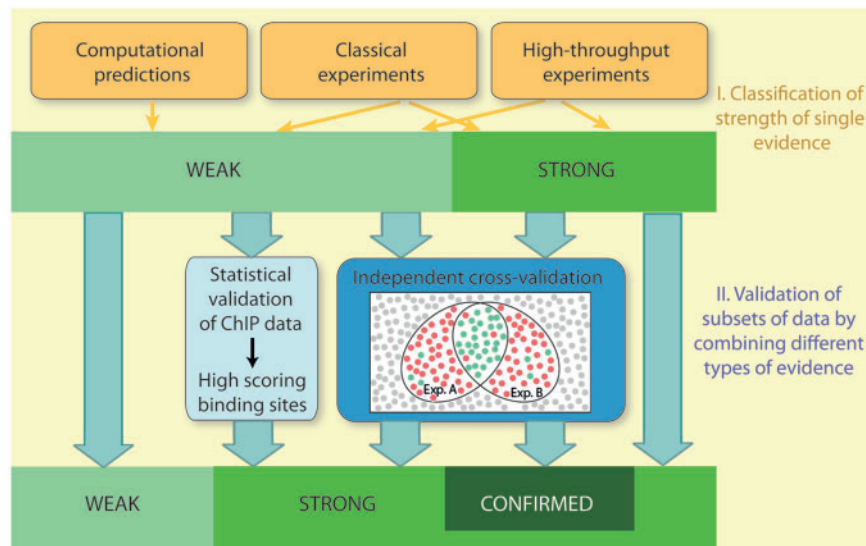 Computational
predictions
Classical
experiments
High-throughput
experiments
I. Classification of
strength of single
evidence
WEAK
STRONG
Statistical
validation
of ChIP data
High scoring
binding sites
Independent cross-validation
Exp. A
Exp. B
II. Validation of
subsets of data by
combining different
types of evidence
WEAK
STRONG
CONFIRMED